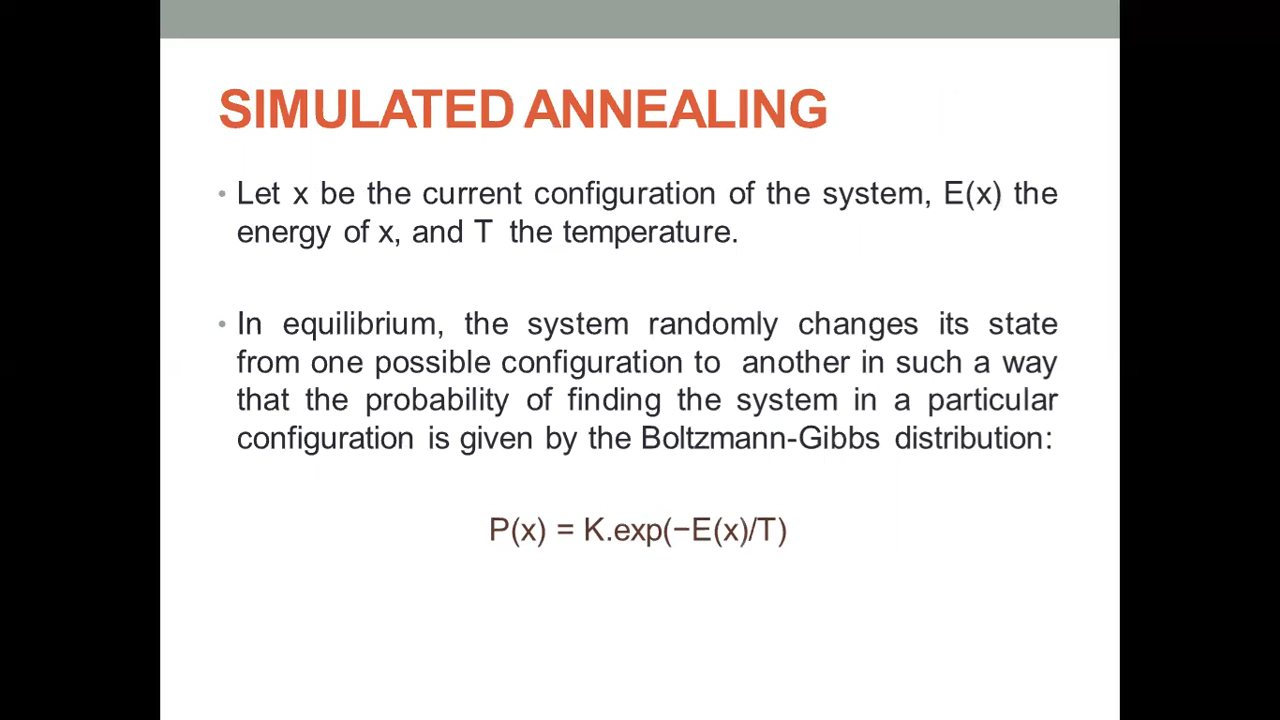 SIMULATED ANNEALING
• Let x be the current configuration of the system, E(x) the
energy of x, and T the temperature.
• In equilibrium, the system randomly changes its state
from one possible configuration to another in such a way
that the probability of finding the system in a particular
configuration is given by the Boltzmann-Gibbs distribution:
P(x) = K.exp(−E(x)/T)